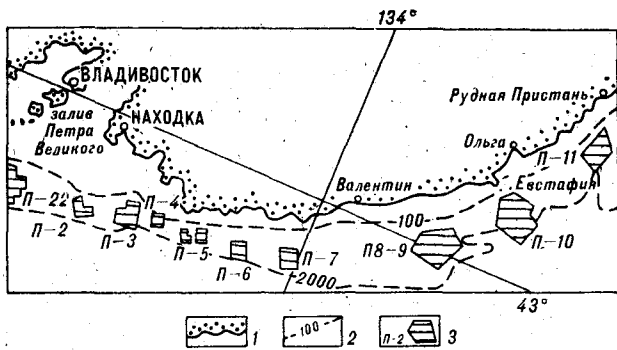 134°
ВЛАДИВОСТОК
залив
Петра
Великого
НАХОДКА
Рудная Пристань
Ольга
П-11
Валентин
Евстафия
100
П-22
П-2
П-3
П-4
П-5
П-6
П-7
2000
П8-9
П-10
43°
1
100
2
П-2
3